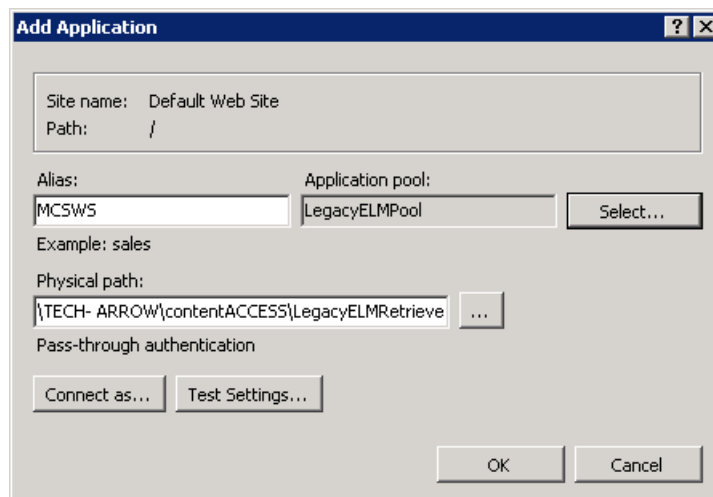 Add Application
? X
Site name: Default Web Site
Path: /
Alias: Application pool:
MCSWS LegacyELMPool Select...
Example: sales
Physical path:
\TECH- ARROW\contentACCESS\LegacyELMRetrieve ...
Pass-through authentication
Connect as... Test Settings...
OK Cancel